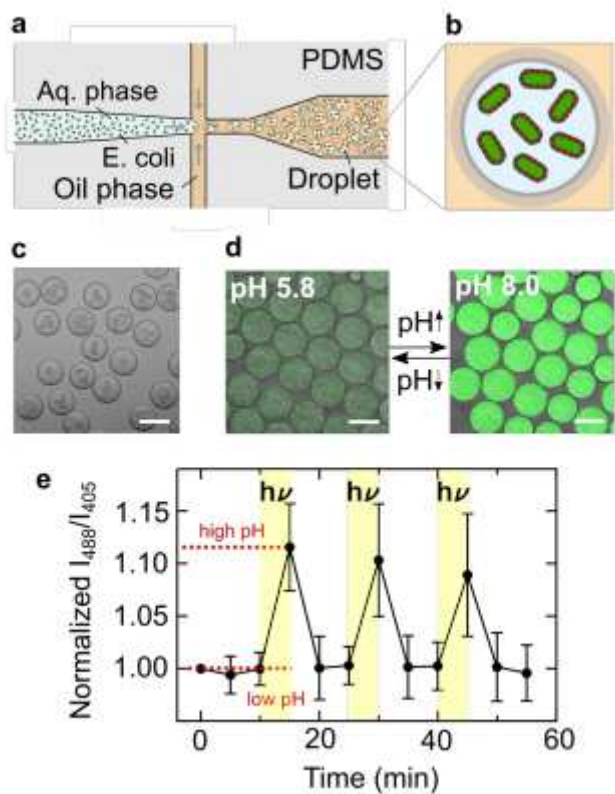 a
b
PDMS
Aq. phase
E. coli
Oil phase
Droplet
c
d
pH 5.8
pH 8.0
pH↑
pH↓
e
hν
hν
hν
Normalized I488/I405
1.15
1.10
1.05
1.00
high pH
low pH
0
20
40
60
Time (min)